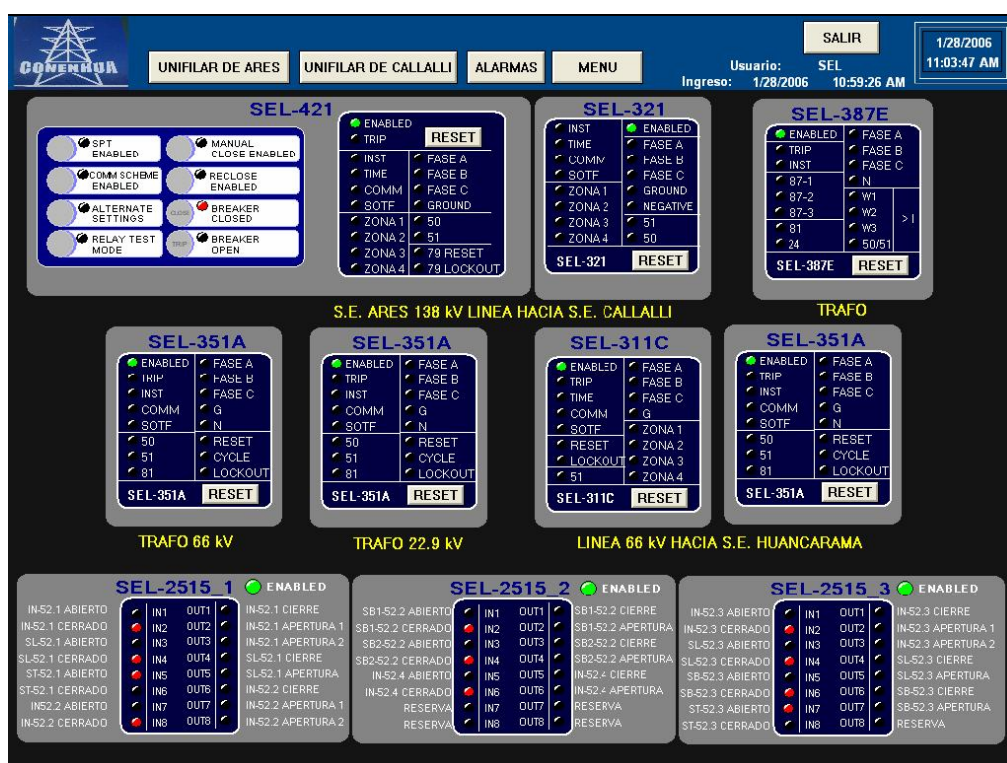 CONENHUA
UNIFILAR DE ARES
UNIFILAR DE CALLALLI
ALARMAS
MENU
SALIR
Usuario: SEL
Ingreso: 1/28/2006 10:59:26 AM
1/28/2006
11:03:47 AM
SEL-421
SPT ENABLED
MANUAL CLOSE ENABLED
COMM SCHEME ENABLED
RECLOSE ENABLED
ALTERNATE SETTINGS
CLOSE
BREAKER CLOSED
RELAY TEST MODE
TRIP
BREAKER OPEN
ENABLED
TRIP
RESET
INST FASE A
TIME FASE B
COMM FASE C
SOTF GROUND
ZONA 1 50
ZONA 2 51
ZONA 3 79 RESET
ZONA 4 79 LOCKOUT
SEL-321
INST ENABLED
TIME FASE A
COMM FASE B
SOTF FASE C
ZONA 1 GROUND
ZONA 2 NEGATIVE
ZONA 3 51
ZONA 4 50
SEL-321 RESET
SEL-387E
ENABLED FASE A
TRIP FASE B
INST FASE C
87-1 N
87-2 W1
87-3 W2 >I
81 W3
24 50/51
SEL-387E RESET
S.E. ARES 138 kV LINEA HACIA S.E. CALLALLI
TRAFO
SEL-351A
ENABLED FASE A
TRIP FASE B
INST FASE C
COMM G
SOTF N
50 RESET
51 CYCLE
81 LOCKOUT
SEL-351A RESET
TRAFO 66 kV
SEL-351A
ENABLED FASE A
TRIP FASE B
INST FASE C
COMM G
SOTF N
50 RESET
51 CYCLE
81 LOCKOUT
SEL-351A RESET
TRAFO 22.9 kV
SEL-311C
ENABLED FASE A
TRIP FASE B
TIME FASE C
COMM G
SOTF ZONA 1
RESET ZONA 2
LOCKOUT ZONA 3
51 ZONA 4
SEL-311C RESET
SEL-351A
ENABLED FASE A
TRIP FASE B
INST FASE C
COMM G
SOTF N
50 RESET
51 CYCLE
81 LOCKOUT
SEL-351A RESET
LINEA 66 kV HACIA S.E. HUANCARAMA
SEL-2515_1 ENABLED
IN-52.1 ABIERTO IN1 OUT1 IN-52.1 CIERRE
IN-52.1 CERRADO IN2 OUT2 IN-52.1 APERTURA 1
SL-52.1 ABIERTO IN3 OUT3 IN-52.1 APERTURA 2
SL-52.1 CERRADO IN4 OUT4 SL-52.1 CIERRE
ST-52.1 ABIERTO IN5 OUT5 SL-52.1 APERTURA
ST-52.1 CERRADO IN6 OUT6 IN-52.2 CIERRE
IN52.2 ABIERTO IN7 OUT7 IN-52.2 APERTURA 1
IN-52.2 CERRADO IN8 OUT8 IN-52.2 APERTURA 2
SEL-2515_2 ENABLED
SB1-52.2 ABIERTO IN1 OUT1 SB1-52.2 CIERRE
SB1-52.2 CERRADO IN2 OUT2 SB1-52.2 APERTURA
SB2-52.2 ABIERTO IN3 OUT3 SB2-52.2 CIERRE
SB2-52.2 CERRADO IN4 OUT4 SB2-52.2 APERTURA
IN-52.4 ABIERTO IN5 OUT5 IN-52.4 CIERRE
IN-52.4 CERRADO IN6 OUT6 IN-52.4 APERTURA
RESERVA IN7 OUT7 RESERVA
RESERVA IN8 OUT8 RESERVA
SEL-2515_3 ENABLED
IN-52.3 ABIERTO IN1 OUT1 IN-52.3 CIERRE
IN-52.3 CERRADO IN2 OUT2 IN-52.3 APERTURA 1
SL-52.3 ABIERTO IN3 OUT3 IN-52.3 APERTURA 2
SL-52.3 CERRADO IN4 OUT4 SL-52.3 CIERRE
SB-52.3 ABIERTO IN5 OUT5 SL-52.3 APERTURA
SB-52.3 CERRADO IN6 OUT6 SB-52.3 CIERRE
ST-52.3 ABIERTO IN7 OUT7 SB-52.3 APERTURA
ST-52.3 CERRADO IN8 OUT8 RESERVA